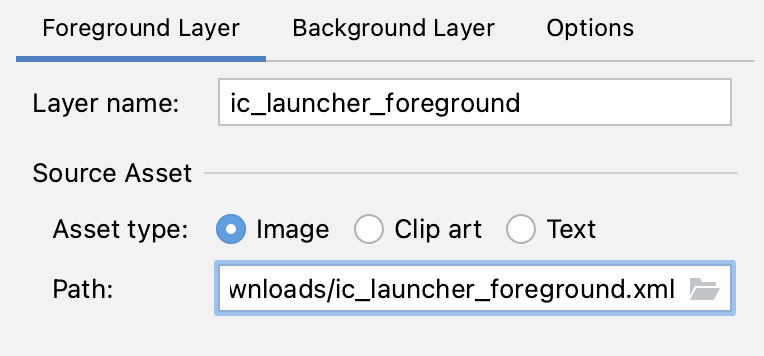 Foreground Layer Background Layer Options
Layer name: ic_launcher_foreground
Source Asset
Asset type: Image Clip art Text
Path: wnloads/ic_launcher_foreground.xml